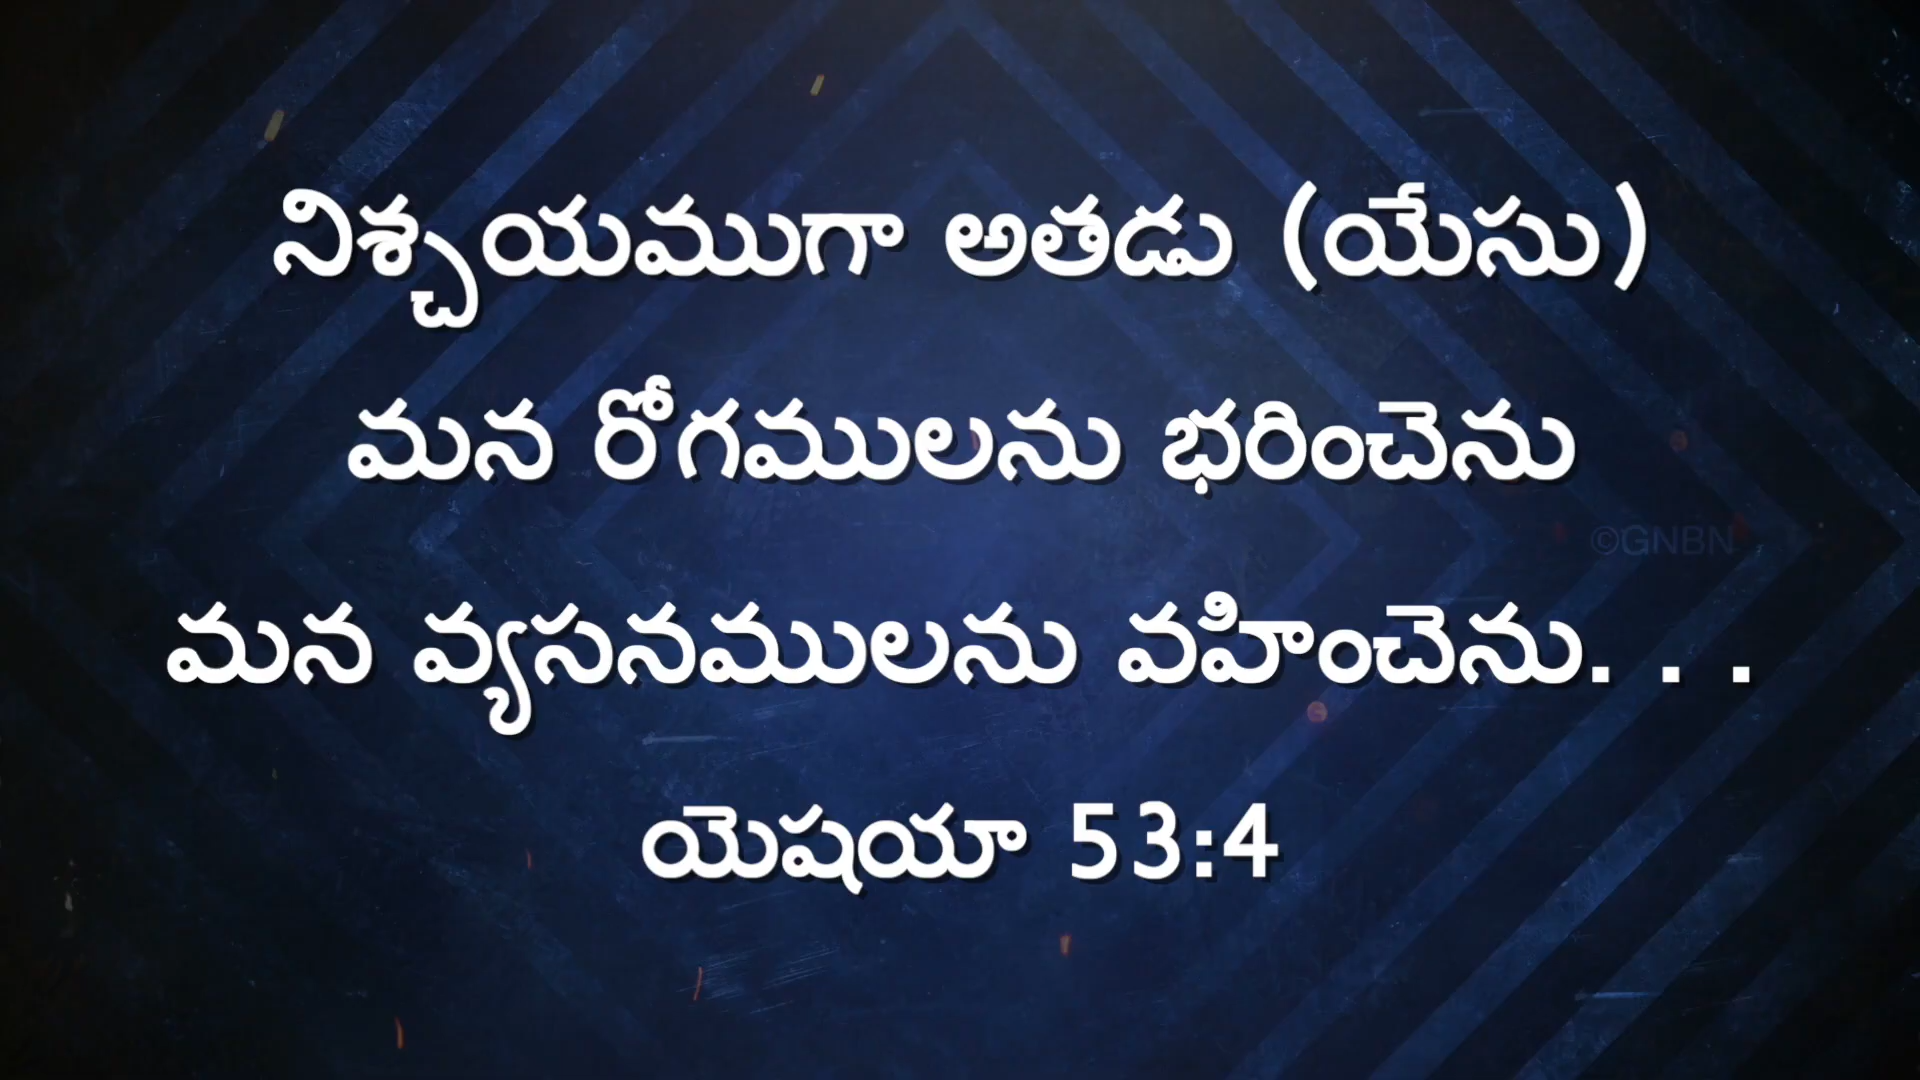 నిశ్చయముగా అతడు (యేసు)
మన రోగములను భరించెను
©GNBN
మన వ్యసనములను వహించెను. . .
యెషయా 53:4